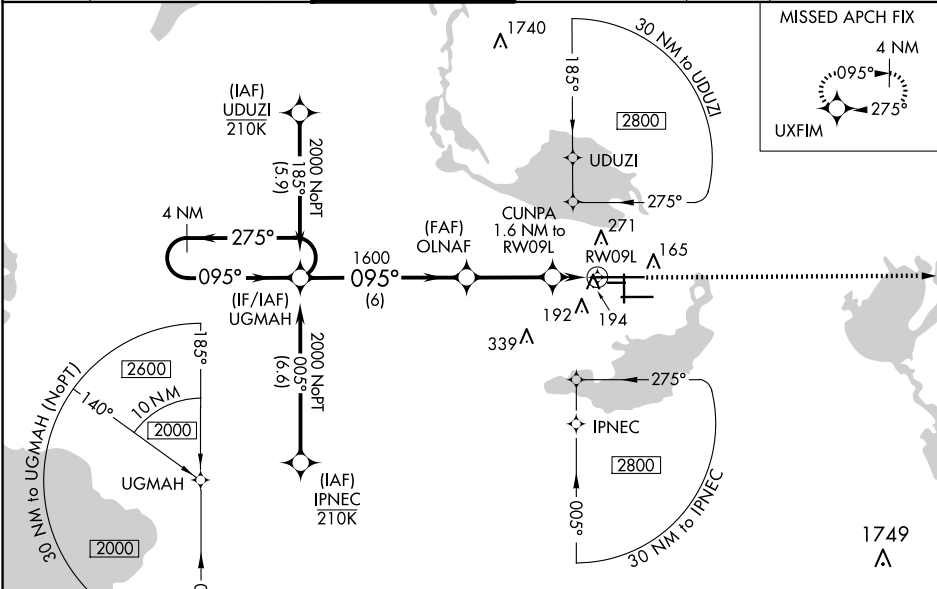 MISSED APCH FIX
4 NM
095°
275°
UXFIM
1740
30 NM to UDUZI
185°
2800
UDUZI
275°
(IAF)
UDUZI
210K
2000 NoPT
185°
(5.9)
4 NM
275°
095°
(IF/IAF)
UGMAH
1600
095°
(6)
(FAF)
OLNAF
CUNPA
1.6 NM to
RW09L
271
RW09L
165
192
194
339
2000 NoPT
005°
(6.6)
(IAF)
IPNEC
210K
30 NM to UGMAH (NoPT)
185°
2600
140°
10 NM
2000
UGMAH
2000
275°
IPNEC
2800
005°
30 NM to IPNEC
1749